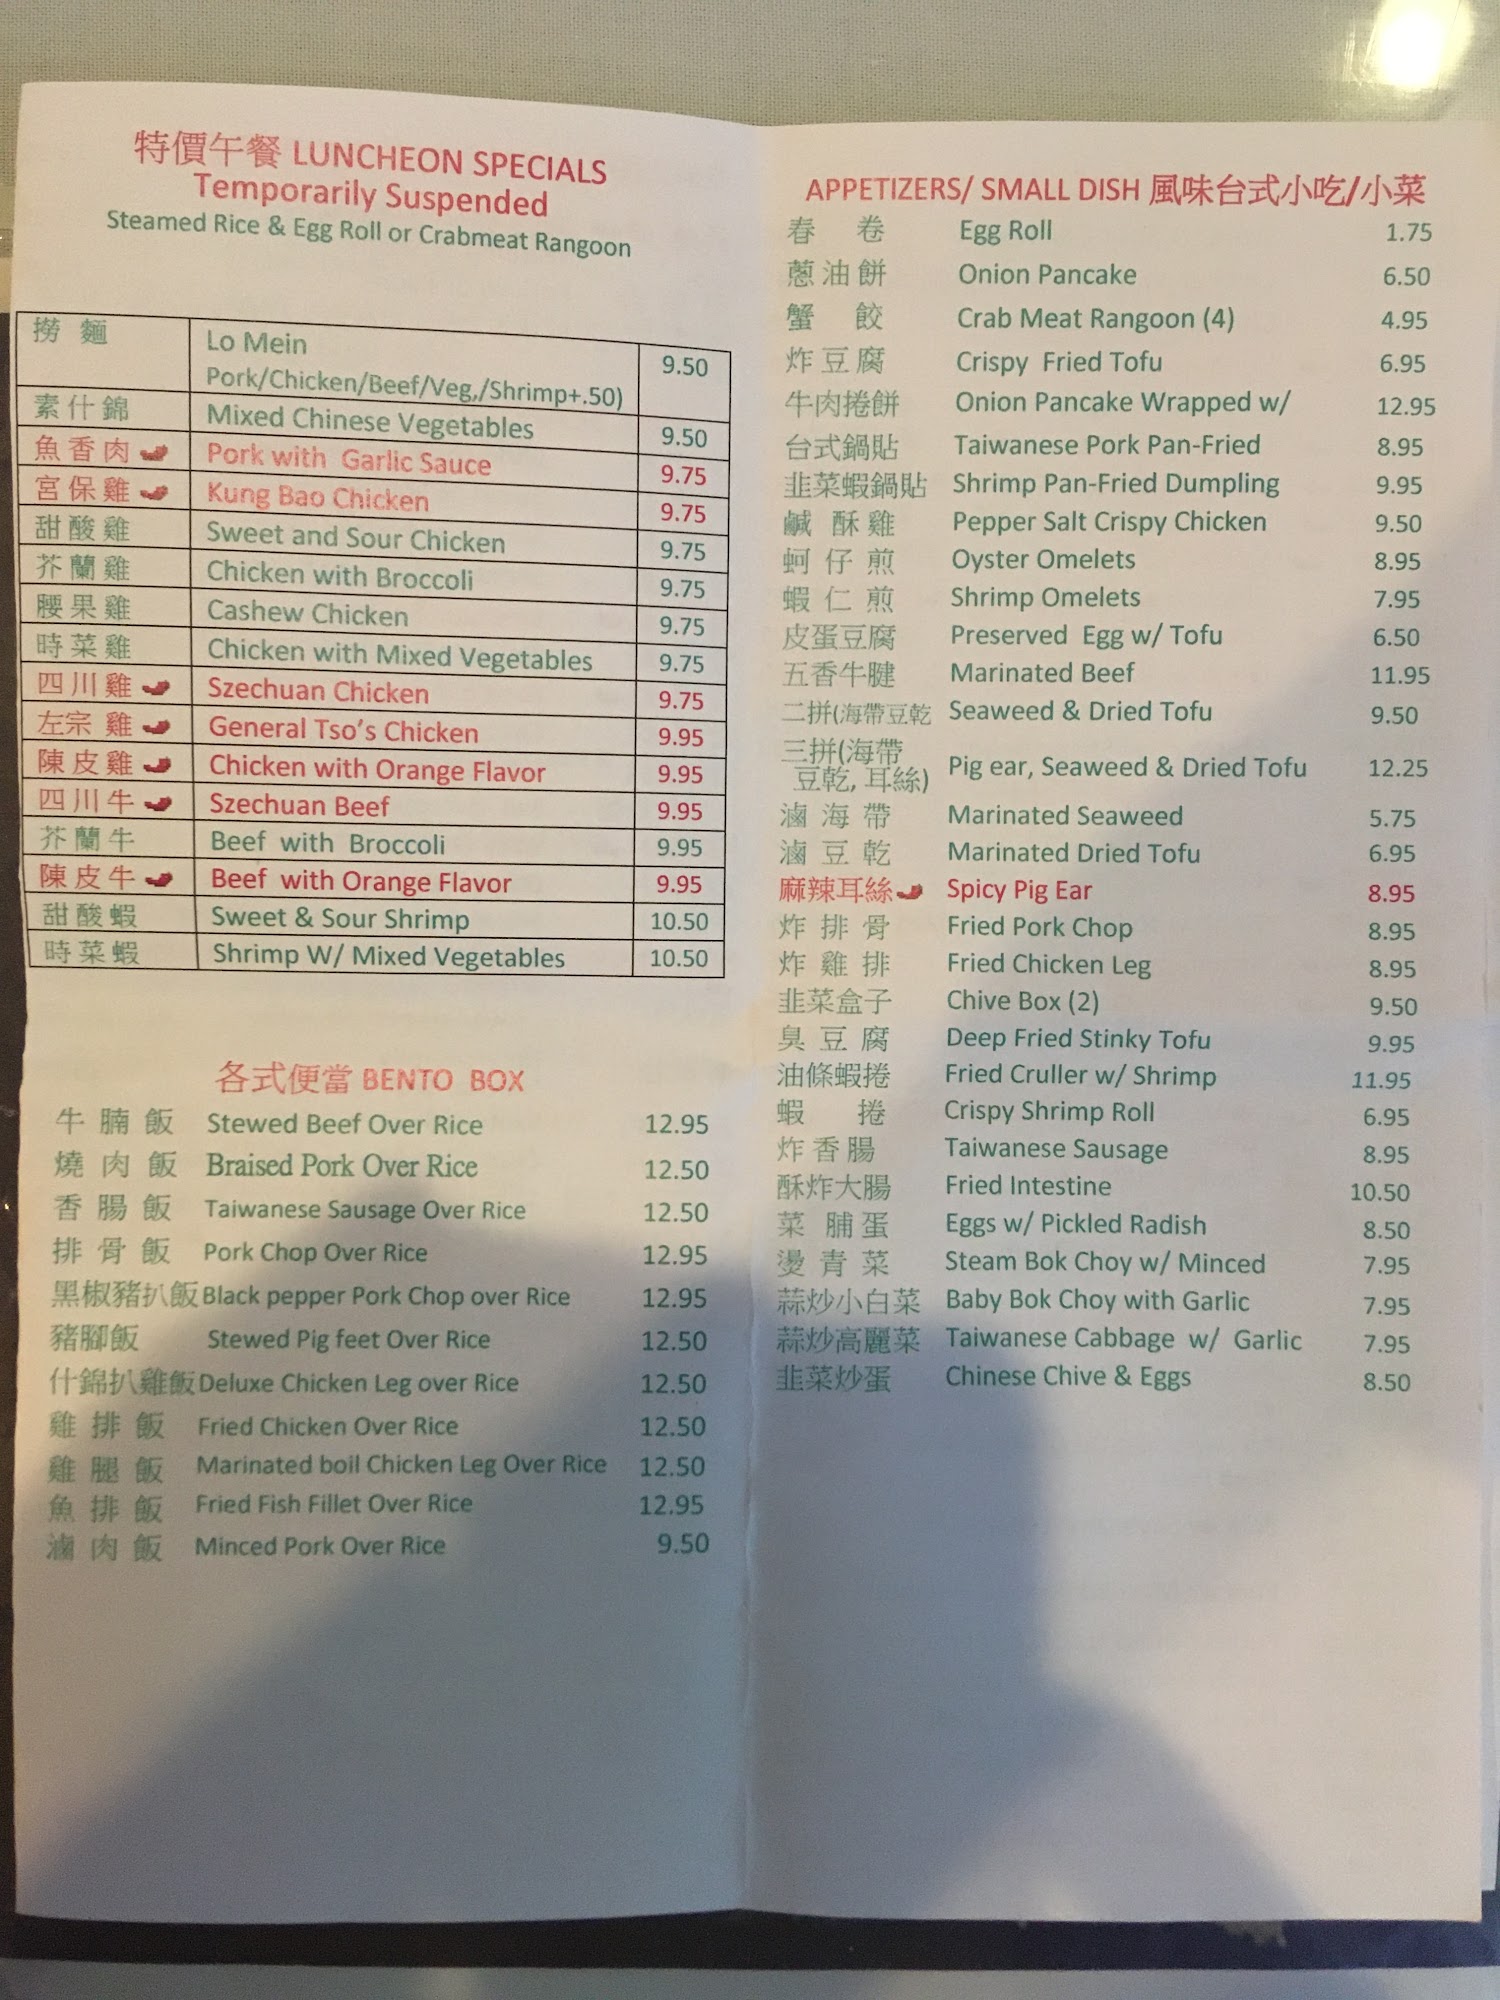 特價午餐 LUNCHEON SPECIALS
Temporarily Suspended
Steamed Rice & Egg Roll or Crabmeat Rangoon
撈 麵 Lo Mein 9.50
Pork/Chicken/Beef/Veg,/Shrimp+.50)
素什錦 Mixed Chinese Vegetables 9.50
魚香肉 Pork with Garlic Sauce 9.75
宮保雞 Kung Bao Chicken 9.75
甜酸雞 Sweet and Sour Chicken 9.75
芥蘭雞 Chicken with Broccoli 9.75
腰果雞 Cashew Chicken 9.75
時菜雞 Chicken with Mixed Vegetables 9.75
四川雞 Szechuan Chicken 9.75
左宗 雞 General Tso's Chicken 9.95
陳皮雞 Chicken with Orange Flavor 9.95
四川牛 Szechuan Beef 9.95
芥蘭牛 Beef with Broccoli 9.95
陳皮牛 Beef with Orange Flavor 9.95
甜酸蝦 Sweet & Sour Shrimp 10.50
時菜蝦 Shrimp W/ Mixed Vegetables 10.50
各式便當 BENTO BOX
牛 腩 飯 Stewed Beef Over Rice 12.95
燒 肉 飯 Braised Pork Over Rice 12.50
香 腸 飯 Taiwanese Sausage Over Rice 12.50
排 骨 飯 Pork Chop Over Rice 12.95
黑椒豬扒飯 Black pepper Pork Chop over Rice 12.95
豬腳飯 Stewed Pig feet Over Rice 12.50
什錦扒雞飯 Deluxe Chicken Leg over Rice 12.50
雞 排 飯 Fried Chicken Over Rice 12.50
雞 腿 飯 Marinated boil Chicken Leg Over Rice 12.50
魚 排 飯 Fried Fish Fillet Over Rice 12.95
滷 肉 飯 Minced Pork Over Rice 9.50
APPETIZERS/ SMALL DISH 風味台式小吃/小菜
春 卷 Egg Roll 1.75
蔥 油 餅 Onion Pancake 6.50
蟹 餃 Crab Meat Rangoon (4) 4.95
炸 豆 腐 Crispy Fried Tofu 6.95
牛肉捲餅 Onion Pancake Wrapped w/ 12.95
台式鍋貼 Taiwanese Pork Pan-Fried 8.95
韭菜蝦鍋貼 Shrimp Pan-Fried Dumpling 9.95
鹹 酥 雞 Pepper Salt Crispy Chicken 9.50
蚵 仔 煎 Oyster Omelets 8.95
蝦 仁 煎 Shrimp Omelets 7.95
皮蛋豆腐 Preserved Egg w/ Tofu 6.50
五香牛腱 Marinated Beef 11.95
二拼(海帶豆乾 Seaweed & Dried Tofu 9.50
三拼(海帶
豆乾, 耳絲) Pig ear, Seaweed & Dried Tofu 12.25
滷 海 帶 Marinated Seaweed 5.75
滷 豆 乾 Marinated Dried Tofu 6.95
麻辣耳絲 Spicy Pig Ear 8.95
炸 排 骨 Fried Pork Chop 8.95
炸 雞 排 Fried Chicken Leg 8.95
韭菜盒子 Chive Box (2) 9.50
臭 豆 腐 Deep Fried Stinky Tofu 9.95
油條蝦捲 Fried Cruller w/ Shrimp 11.95
蝦 捲 Crispy Shrimp Roll 6.95
炸 香 腸 Taiwanese Sausage 8.95
酥炸大腸 Fried Intestine 10.50
菜 脯 蛋 Eggs w/ Pickled Radish 8.50
燙 青 菜 Steam Bok Choy w/ Minced 7.95
蒜炒小白菜 Baby Bok Choy with Garlic 7.95
蒜炒高麗菜 Taiwanese Cabbage w/ Garlic 7.95
韭菜炒蛋 Chinese Chive & Eggs 8.50